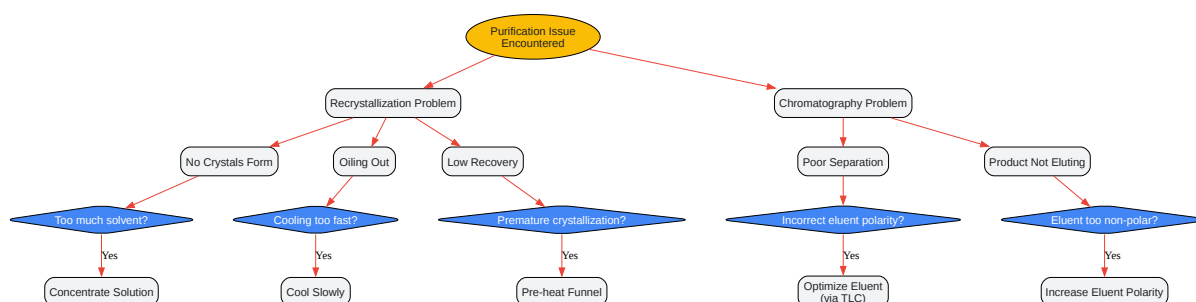 Purification Issue
Encountered
Recrystallization Problem
Chromatography Problem
No Crystals Form
Oiling Out
Low Recovery
Poor Separation
Product Not Eluting
Too much solvent?
Cooling too fast?
Premature crystallization?
Incorrect eluent polarity?
Eluent too non-polar?
Yes
Yes
Yes
Yes
Yes
Concentrate Solution
Cool Slowly
Pre-heat Funnel
Optimize Eluent
(via TLC)
Increase Eluent Polarity